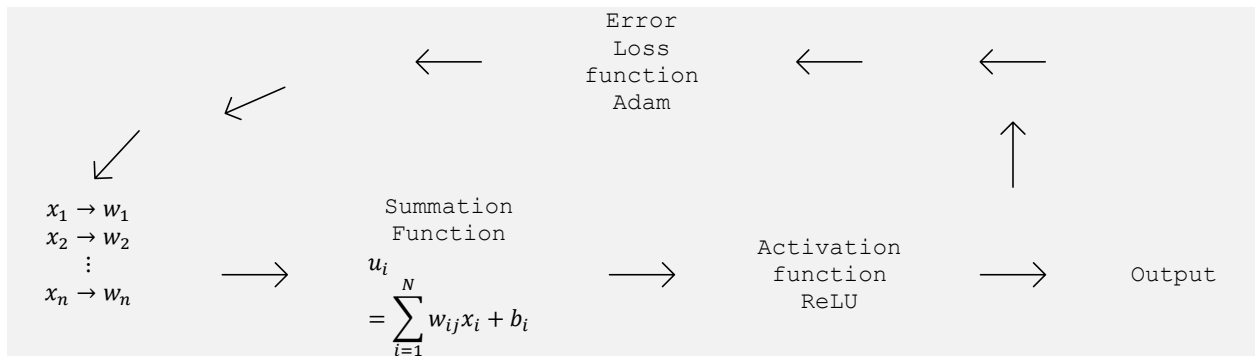 Error
Loss
function
Adam
x₁ → w₁
x₂ → w₂
⋮
xₙ → wₙ
Summation
Function
uᵢ
= ∑ᵢ₌₁ᴺ wᵢⱼxᵢ + bᵢ
Activation
function
ReLU
Output